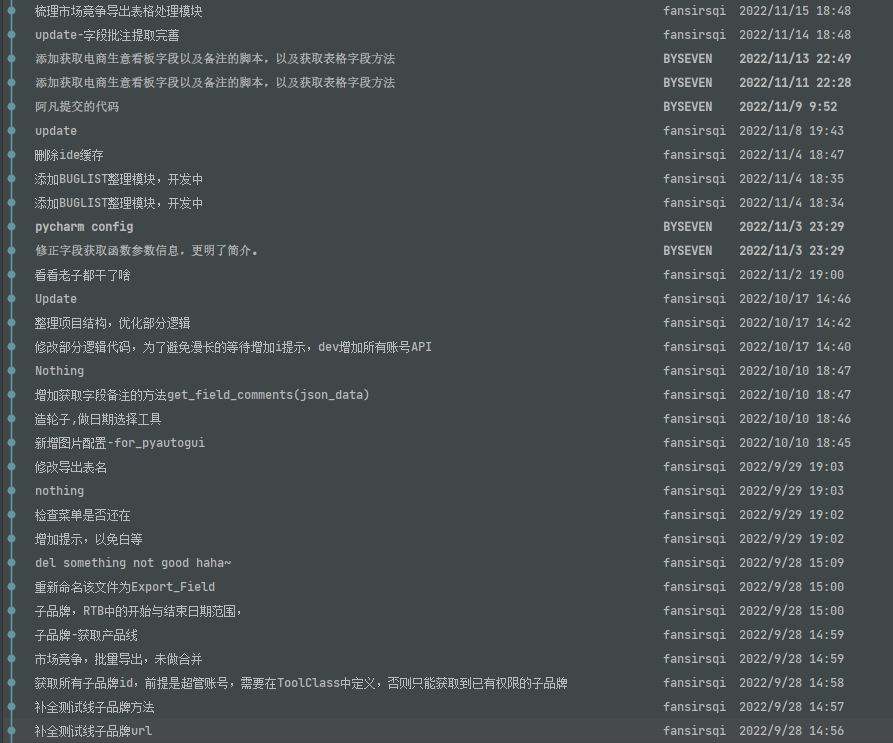 梳理市场竞争导出表格处理模块 fansirsqi 2022/11/15 18:48
update-字段批注提取完善 fansirsqi 2022/11/14 18:48
添加获取电商生意看板字段以及备注的脚本，以及获取表格字段方法 BYSEVEN 2022/11/13 22:49
添加获取电商生意看板字段以及备注的脚本，以及获取表格字段方法 BYSEVEN 2022/11/11 22:28
阿凡提交的代码 BYSEVEN 2022/11/9 9:52
update fansirsqi 2022/11/8 19:43
删除ide缓存 fansirsqi 2022/11/4 18:47
添加BUGLIST整理模块，开发中 fansirsqi 2022/11/4 18:35
添加BUGLIST整理模块，开发中 fansirsqi 2022/11/4 18:34
pycharm config BYSEVEN 2022/11/3 23:29
修正字段获取函数参数信息，更明了简介。 BYSEVEN 2022/11/3 23:29
看看老子都干了啥 fansirsqi 2022/11/2 19:00
Update fansirsqi 2022/10/17 14:46
整理项目结构，优化部分逻辑 fansirsqi 2022/10/17 14:42
修改部分逻辑代码，为了避免漫长的等待增加i提示，dev增加所有账号API fansirsqi 2022/10/17 14:40
Nothing fansirsqi 2022/10/10 18:47
增加获取字段备注的方法get_field_comments(json_data) fansirsqi 2022/10/10 18:47
造轮子,做日期选择工具 fansirsqi 2022/10/10 18:46
新增图片配置-for_pyautogui fansirsqi 2022/10/10 18:45
修改导出表名 fansirsqi 2022/9/29 19:03
nothing fansirsqi 2022/9/29 19:03
检查菜单是否还在 fansirsqi 2022/9/29 19:02
增加提示，以免白等 fansirsqi 2022/9/29 19:02
del something not good haha~ fansirsqi 2022/9/28 15:09
重新命名该文件为Export_Field fansirsqi 2022/9/28 15:00
子品牌，RTB中的开始与结束日期范围， fansirsqi 2022/9/28 15:00
子品牌-获取产品线 fansirsqi 2022/9/28 14:59
市场竞争，批量导出，未做合并 fansirsqi 2022/9/28 14:59
获取所有子品牌id，前提是超管账号，需要在ToolClass中定义，否则只能获取到已有权限的子品牌 fansirsqi 2022/9/28 14:58
补全测试线子品牌方法 fansirsqi 2022/9/28 14:57
补全测试线子品牌url fansirsqi 2022/9/28 14:56